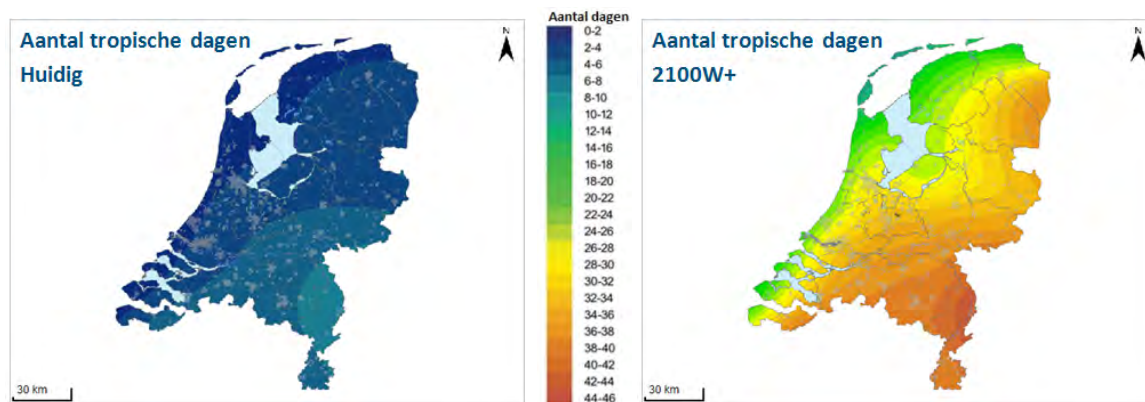 Aantal tropische dagen
Huidig
N
30 km
Aantal dagen
0-2
2-4
4-6
6-8
8-10
10-12
12-14
14-16
16-18
18-20
20-22
22-24
24-26
26-28
28-30
30-32
32-34
34-36
36-38
38-40
40-42
42-44
44-46
Aantal tropische dagen
2100W+
N
30 km